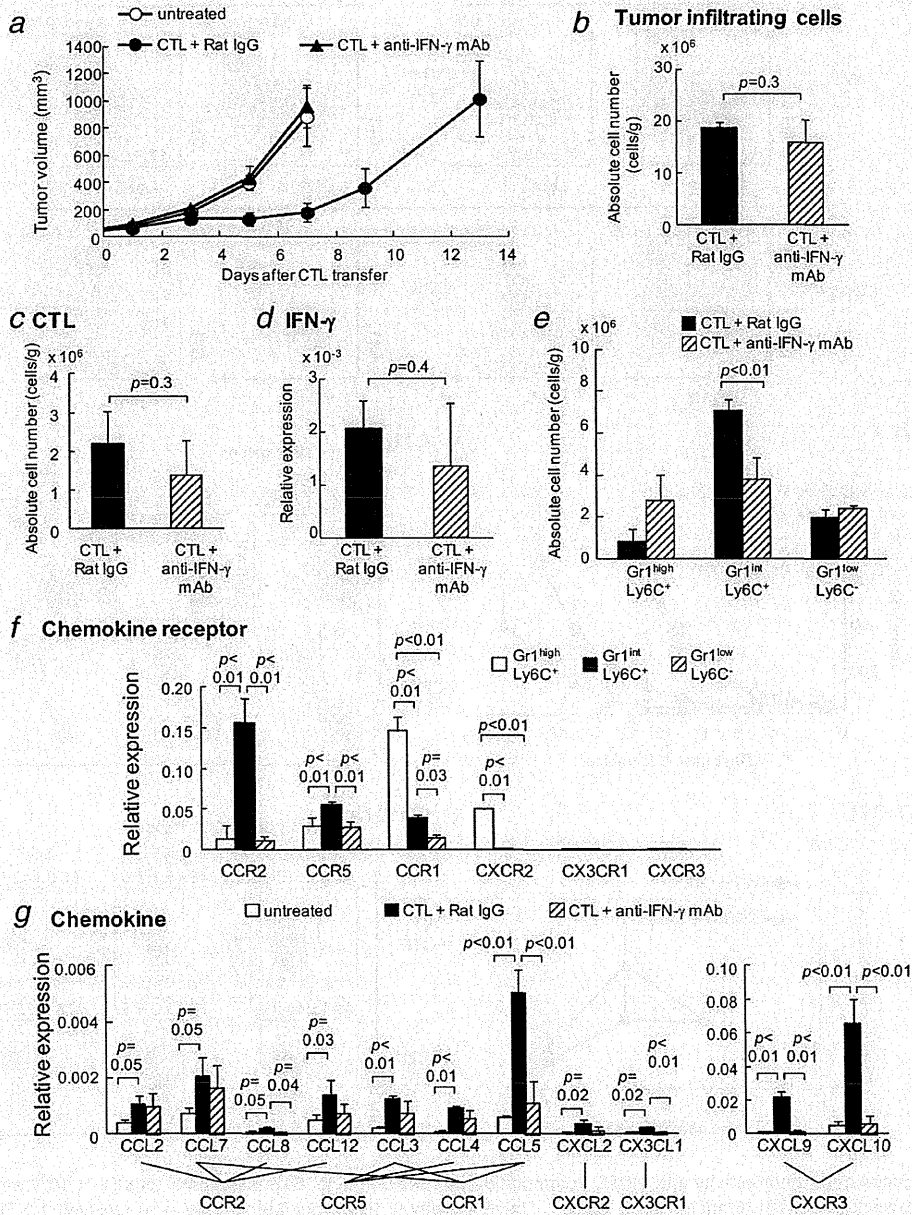 a
untreated
CTL + Rat IgG
CTL + anti-IFN-γ mAb
1400
1200
1000
800
600
400
200
Tumor volume (mm³)
0 1 2 3 4 5 6 7 8 10 12 14
Days after CTL transfer
b Tumor infiltrating cells
x 10⁶
30
20
10
0
Absolute cell number (cells/g)
p=0.3
CTL + Rat IgG
CTL + anti-IFN-γ mAb
c CTL
x 10⁶
4
3
2
1
0
Absolute cell number (cells/g)
p=0.3
CTL + Rat IgG
CTL + anti-IFN-γ mAb
d IFN-γ
x 10⁻³
3
2
1
0
Relative expression
p=0.4
CTL + Rat IgG
CTL + anti-IFN-γ mAb
e
CTL + Rat IgG
CTL + anti-IFN-γ mAb
x 10⁶
10
8
6
4
2
0
Absolute cell number (cells/g)
p<0.01
Gr1high Ly6C+
Gr1int Ly6C+
Gr1low Ly6C-
f Chemokine receptor
Gr1high Ly6C+
Gr1int Ly6C+
Gr1low Ly6C-
0.20
0.15
0.10
0.05
0
Relative expression
p< 0.01 p< 0.01
p< 0.01 p< 0.01
p<0.01
p< 0.01
p= 0.03
p<0.01
p< 0.01
CCR2 CCR5 CCR1 CXCR2 CX3CR1 CXCR3
g Chemokine
untreated
CTL + Rat IgG
CTL + anti-IFN-γ mAb
0.006
0.004
0.002
0
Relative expression
p= 0.05
p= 0.05
p= 0.05
p= 0.04
p= 0.03
p< 0.01
p< 0.01
p<0.01 p<0.01
p= 0.02
p= 0.02
p< 0.01
CCL2 CCL7 CCL8 CCL12 CCL3 CCL4 CCL5 CXCL2 CX3CL1
CCR2 CCR5 CCR1 CXCR2 CX3CR1
0.10
0.08
0.06
0.04
0.02
0
p< 0.01 p< 0.01
p<0.01 p<0.01
CXCL9 CXCL10
CXCR3